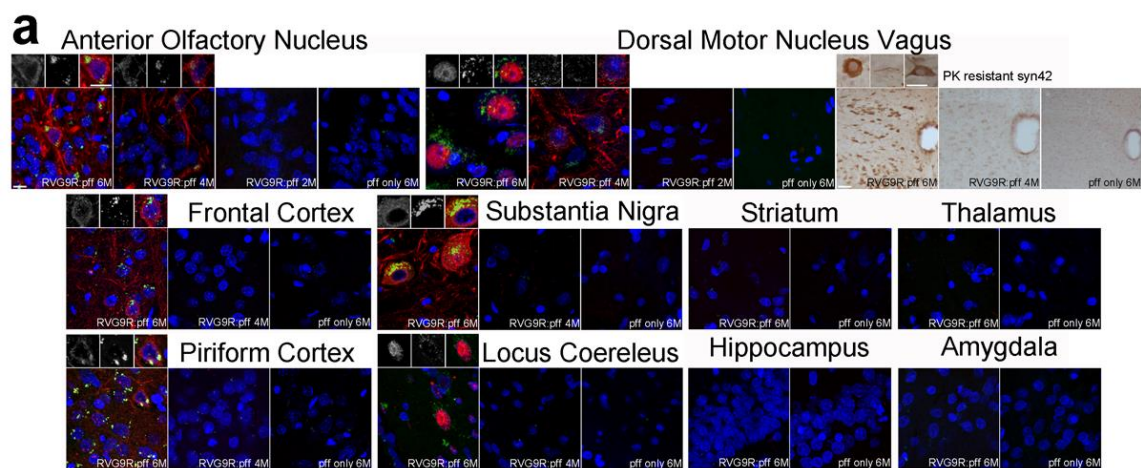 a
Anterior Olfactory Nucleus
Dorsal Motor Nucleus Vagus
PK resistant syn42
RVG9R:pff 6M
RVG9R:pff 4M
RVG9R:pff 2M
pff only 6M
RVG9R:pff 6M
RVG9R:pff 4M
RVG9R:pff 2M
pff only 6M
RVG9R:pff 6M
RVG9R:pff 4M
pff only 6M
Frontal Cortex
Substantia Nigra
Striatum
Thalamus
RVG9R:pff 6M
RVG9R:pff 4M
pff only 6M
RVG9R:pff 6M
RVG9R:pff 4M
pff only 6M
RVG9R:pff 6M
pff only 6M
RVG9R:pff 6M
pff only 6M
Piriform Cortex
Locus Coereleus
Hippocampus
Amygdala
RVG9R:pff 6M
RVG9R:pff 4M
pff only 6M
RVG9R:pff 6M
RVG9R:pff 4M
pff only 6M
RVG9R:pff 6M
pff only 6M
RVG9R:pff 6M
pff only 6M